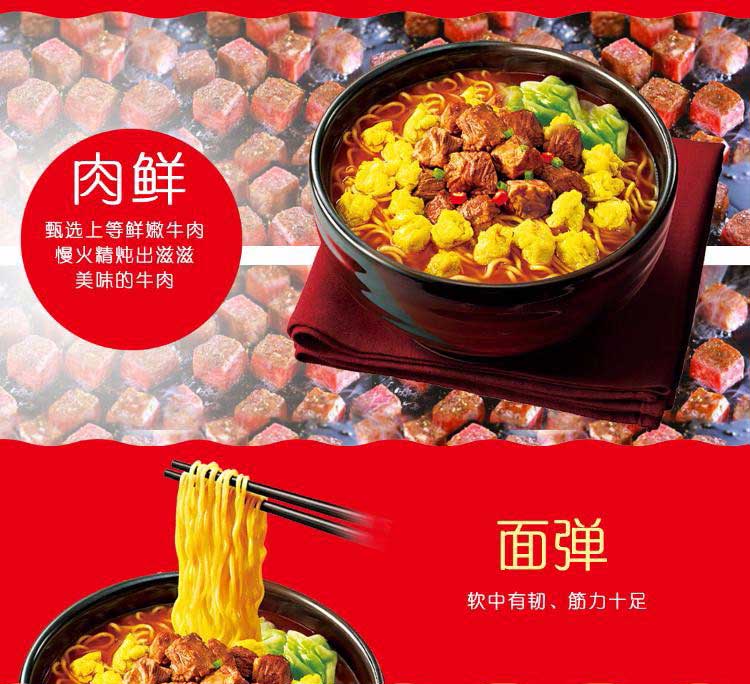 肉鲜
甄选上等鲜嫩牛肉
慢火精炖出滋滋
美味的牛肉
面弹
软中有韧、筋力十足